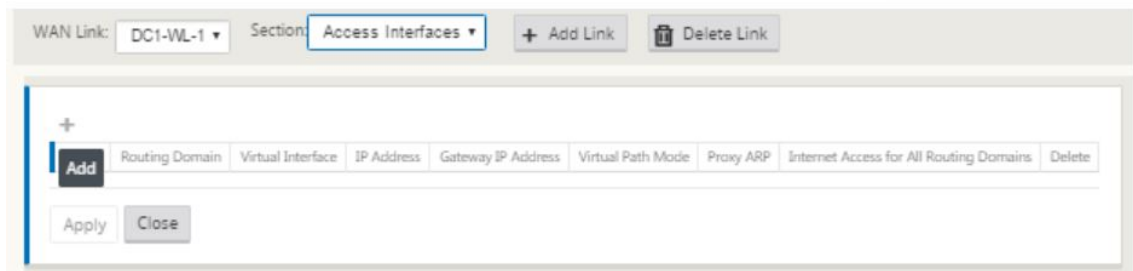 WAN Link: DC1-WL-1 Section: Access Interfaces + Add Link Delete Link
+
Add Routing Domain Virtual Interface IP Address Gateway IP Address Virtual Path Mode Proxy ARP Internet Access for All Routing Domains Delete
Apply Close